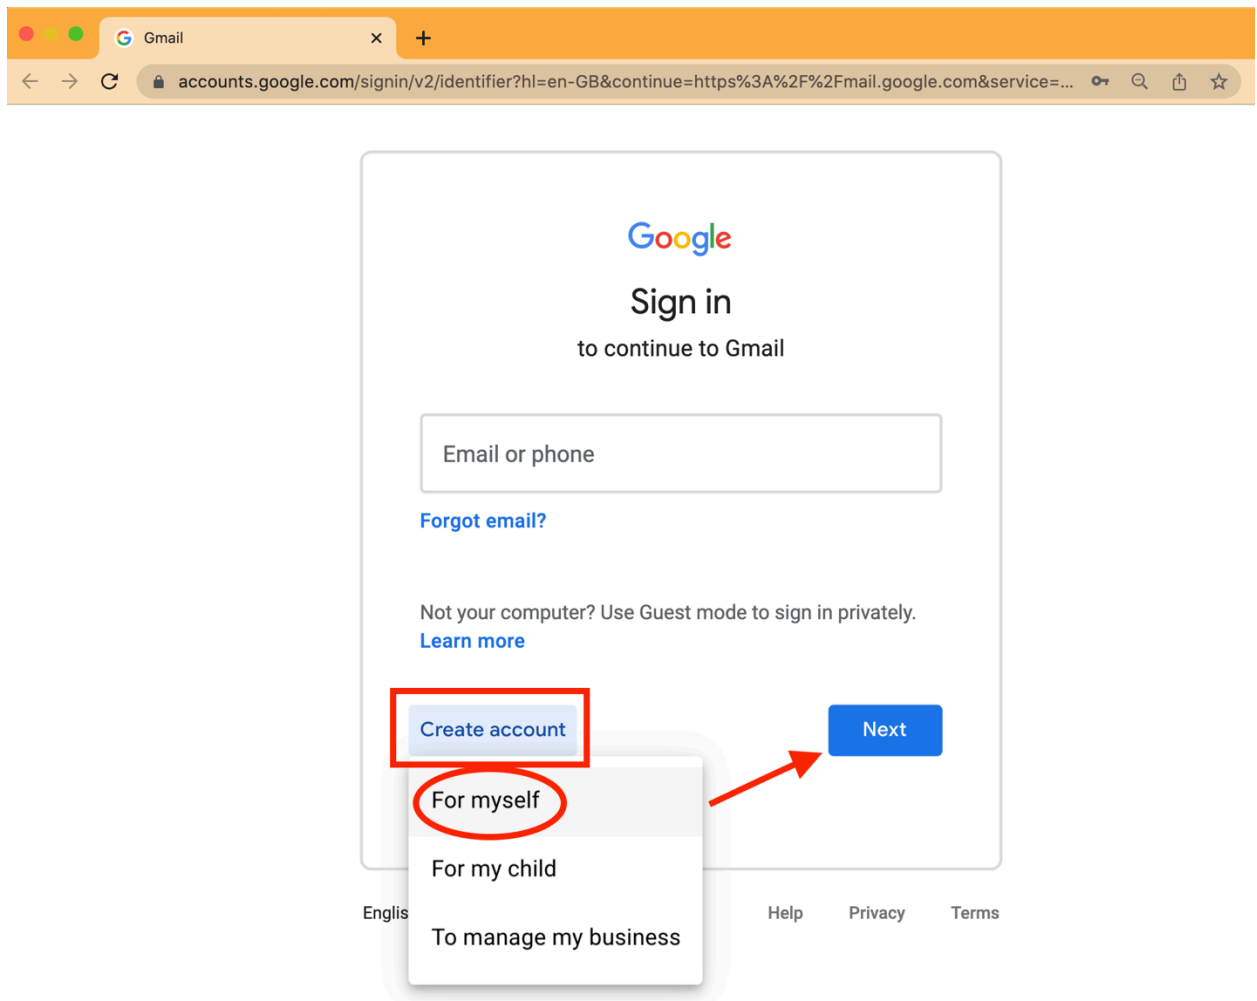 Gmail
accounts.google.com/signin/v2/identifier?hl=en-GB&continue=https%3A%2F%2Fmail.google.com&service=...
Google
Sign in
to continue to Gmail
Email or phone
Forgot email?
Not your computer? Use Guest mode to sign in privately.
Learn more
Create account
Next
For myself
For my child
Englis
Help Privacy Terms
To manage my business